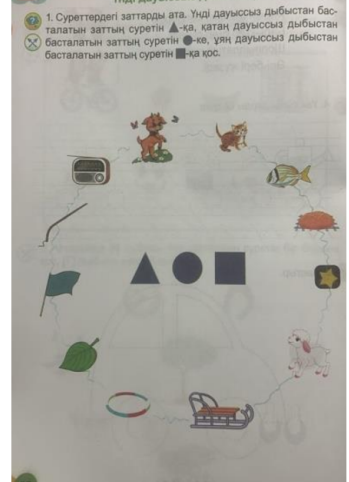 1. Суреттердегі заттарды ата. Үнді дауыссыз дыбыстан бас-
талатын заттың суретін ▲-қа, қатаң дауыссыз дыбыстан
басталатын заттың суретін ●-ке, ұяң дауыссыз дыбыстан
басталатын заттың суретін ■-қа қос.